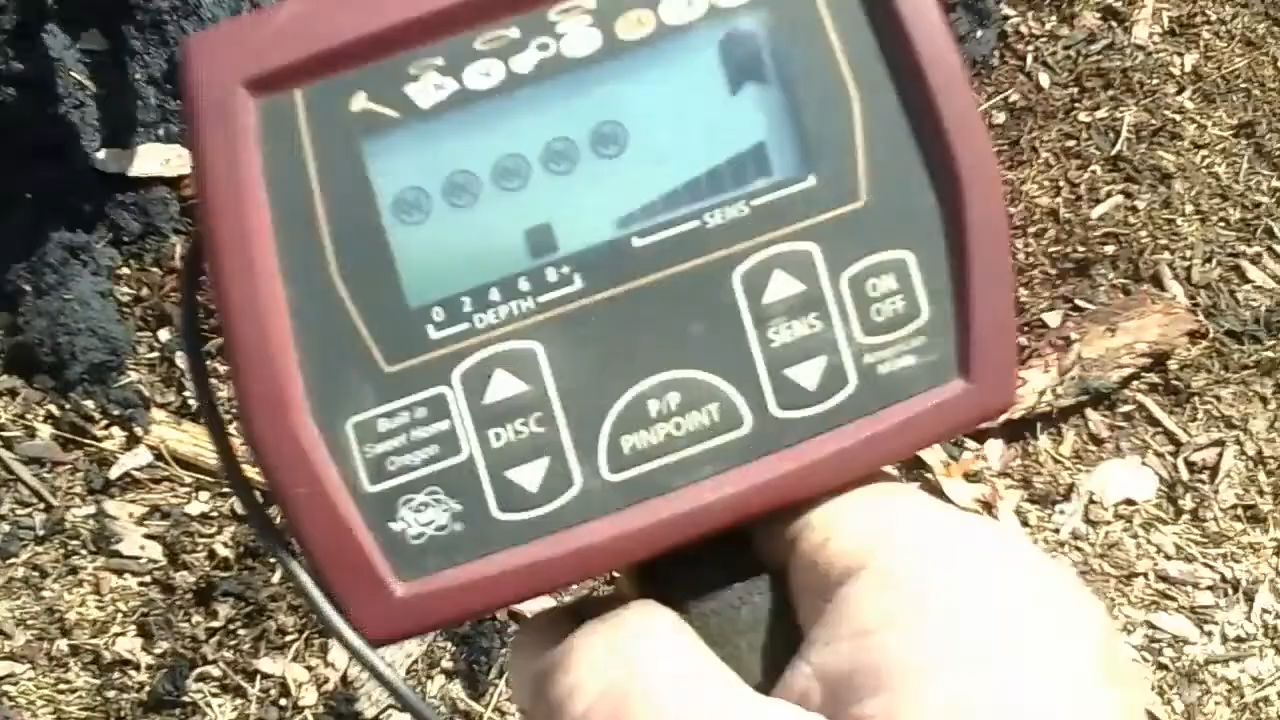 SENS
0 2 4 6 8+
DEPTH
SENS
ON
OFF
DISC
P/P
PINPOINT
Built in
Sweet Home
Oregon